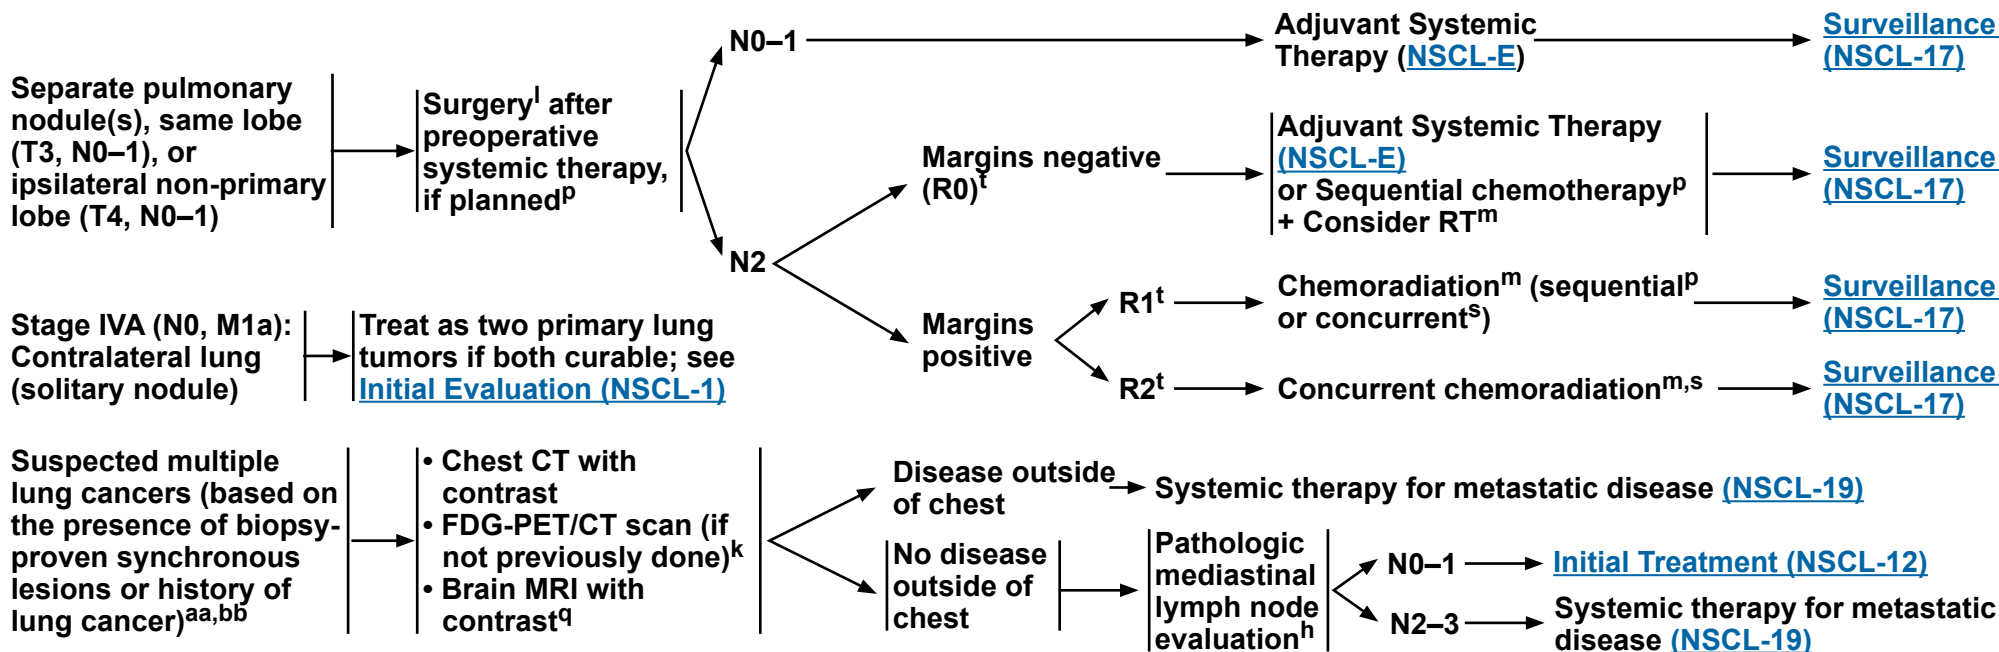 Separate pulmonary
nodule(s), same lobe
(T3, N0–1), or
ipsilateral non-primary
lobe (T4, N0–1)
Surgeryl after
preoperative
systemic therapy,
if plannedp
N0–1
Adjuvant Systemic
Therapy (NSCL-E)
Surveillance
(NSCL-17)
N2
Margins negative
(R0)t
Adjuvant Systemic Therapy
(NSCL-E)
or Sequential chemotherapyp
+ Consider RTm
Surveillance
(NSCL-17)
Margins
positive
R1t
Chemoradiationm (sequentialp
or concurrents)
Surveillance
(NSCL-17)
R2t
Concurrent chemoradiationm,s
Surveillance
(NSCL-17)
Stage IVA (N0, M1a):
Contralateral lung
(solitary nodule)
Treat as two primary lung
tumors if both curable; see
Initial Evaluation (NSCL-1)
Suspected multiple
lung cancers (based on
the presence of biopsy-
proven synchronous
lesions or history of
lung cancer)aa,bb
• Chest CT with
contrast
• FDG-PET/CT scan (if
not previously done)k
• Brain MRI with
contrastq
Disease outside
of chest
Systemic therapy for metastatic disease (NSCL-19)
No disease
outside of
chest
Pathologic
mediastinal
lymph node
evaluationh
N0–1
Initial Treatment (NSCL-12)
N2–3
Systemic therapy for metastatic
disease (NSCL-19)